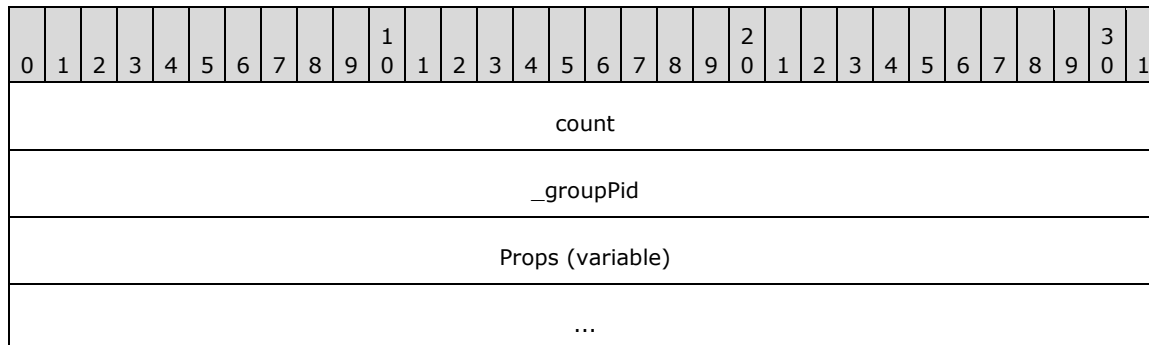 1 2 3
0 1 2 3 4 5 6 7 8 9 0 1 2 3 4 5 6 7 8 9 0 1 2 3 4 5 6 7 8 9 0 1
count
_groupPid
Props (variable)
...